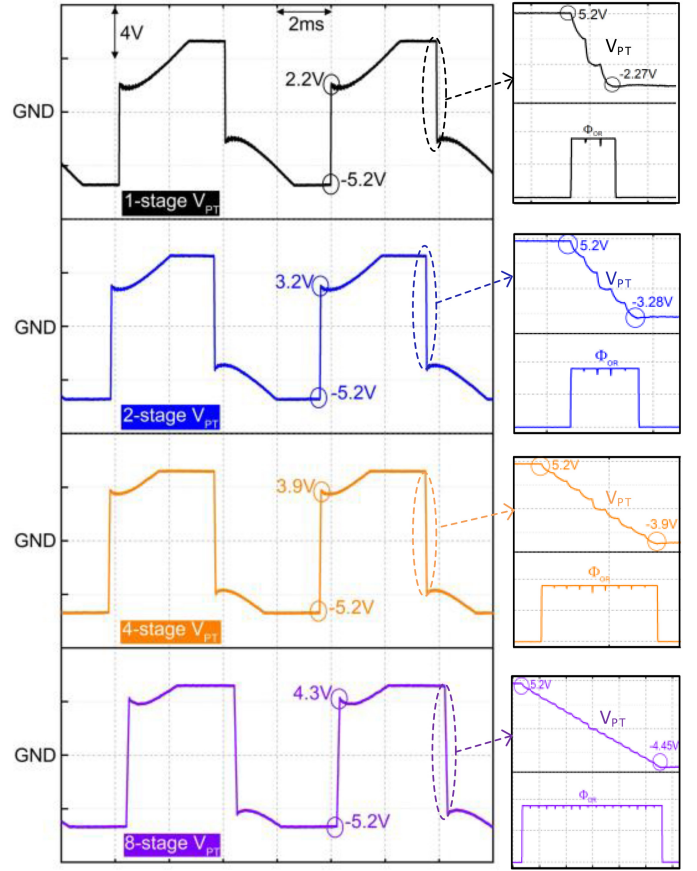 4V
2ms
GND
2.2V
-5.2V
1-stage VPT
5.2V
VPT
-2.27V
ΦOR
GND
3.2V
-5.2V
2-stage VPT
5.2V
VPT
-3.28V
ΦOR
GND
3.9V
-5.2V
4-stage VPT
5.2V
VPT
-3.9V
ΦOR
GND
4.3V
-5.2V
8-stage VPT
5.2V
VPT
-4.45V
ΦOR